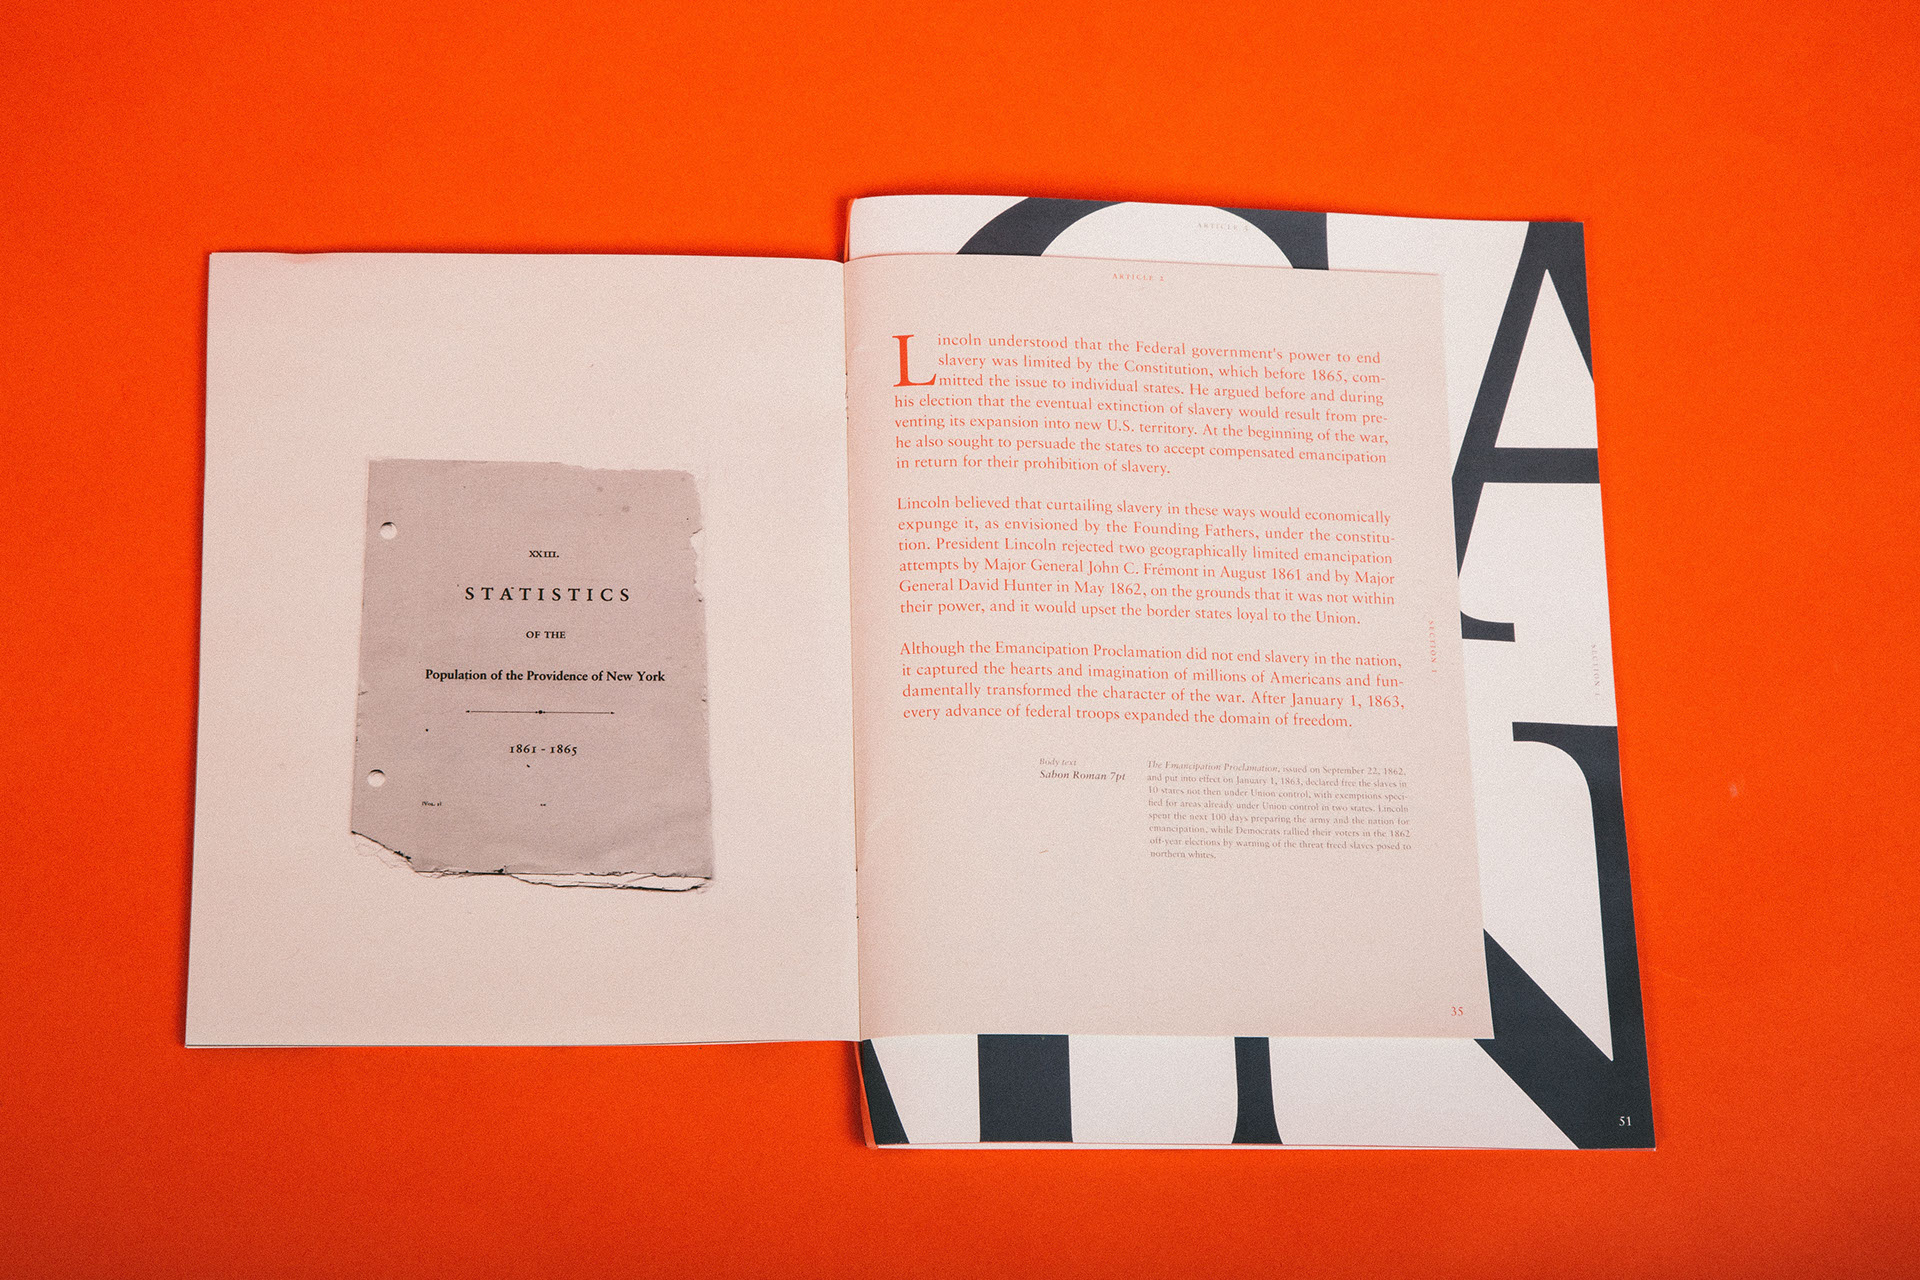 XXIII.
STATISTICS
OF THE
Population of the Providence of New York
1861 - 1865
ARTICLE
ARTICLE 2
Lincoln understood that the Federal government's power to end
slavery was limited by the Constitution, which before 1865, com-
mitted the issue to individual states. He argued before and during
his election that the eventual extinction of slavery would result from pre-
venting its expansion into new U.S. territory. At the beginning of the war,
he also sought to persuade the states to accept compensated emancipation
in return for their prohibition of slavery.
Lincoln believed that curtailing slavery in these ways would economically
expunge it, as envisioned by the Founding Fathers, under the constitu-
tion. President Lincoln rejected two geographically limited emancipation
attempts by Major General John C. Frémont in August 1861 and by Major
General David Hunter in May 1862, on the grounds that it was not within
their power, and it would upset the border states loyal to the Union.
Although the Emancipation Proclamation did not end slavery in the nation,
it captured the hearts and imagination of millions of Americans and fun-
damentally transformed the character of the war. After January 1, 1863,
every advance of federal troops expanded the domain of freedom.
Body text
Sabon Roman 7pt
The Emancipation Proclamation, issued on September 22, 1862,
and put into effect on January 1, 1863, declared free the slaves in
10 states not then under Union control, with exemptions speci-
fied for areas already under Union control in two states. Lincoln
spent the next 100 days preparing the army and the nation for
emancipation, while Democrats rallied their voters in the 1862
off-year elections by warning of the threat freed slaves posed to
northern whites.
SECTION 1
SECTION 1
35
51